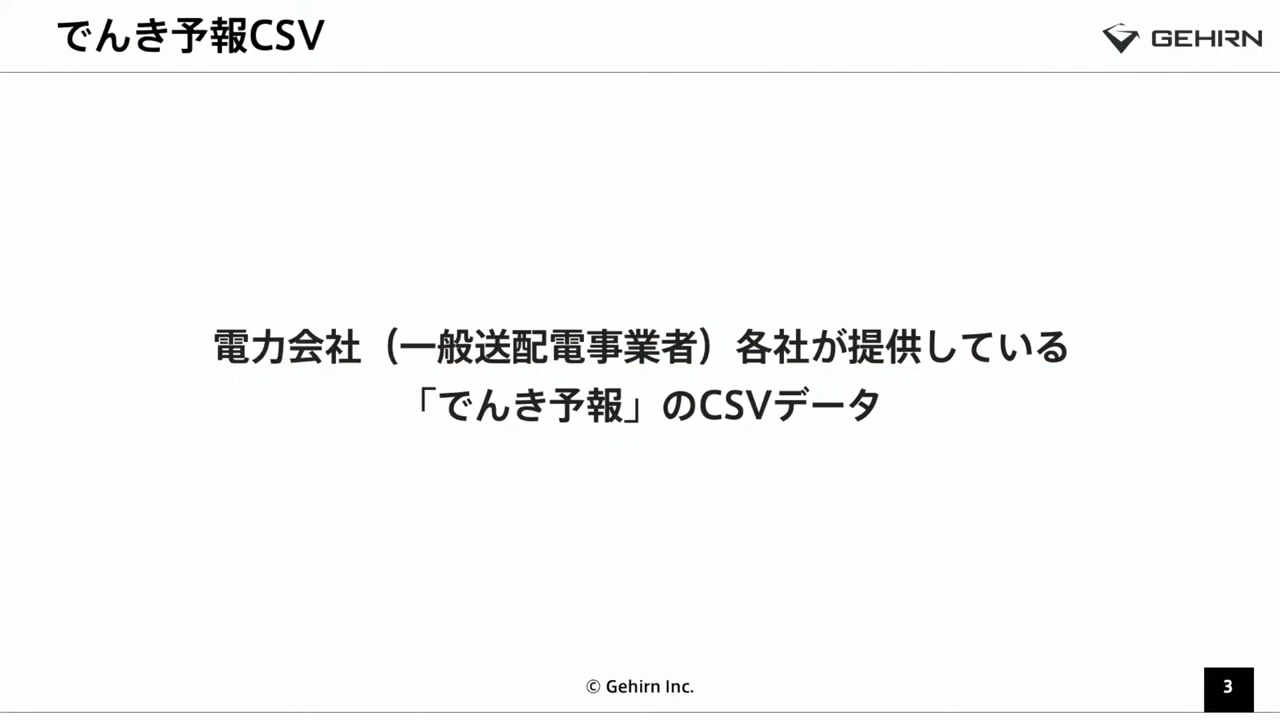 でんき予報CSV
GEHIRN
電力会社（一般送配電事業者）各社が提供している
「でんき予報」のCSVデータ
© Gehirn Inc.
3